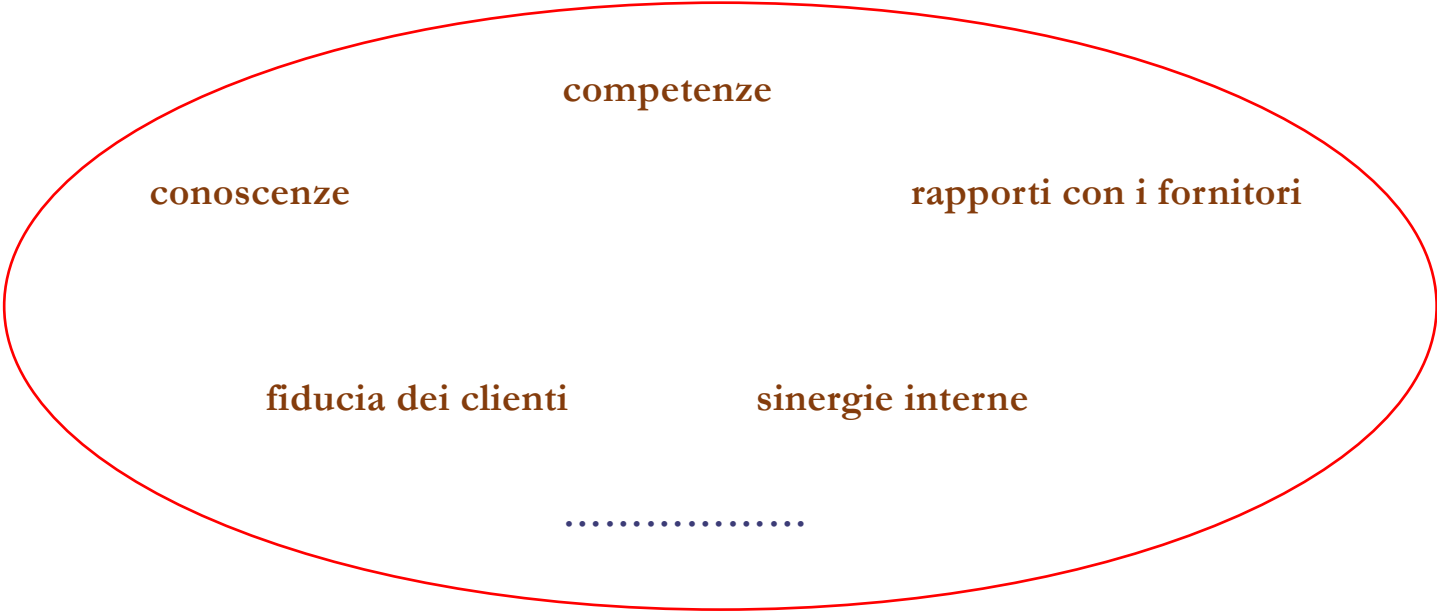 competenze
conoscenze
rapporti con i fornitori
fiducia dei clienti
sinergie interne
………………